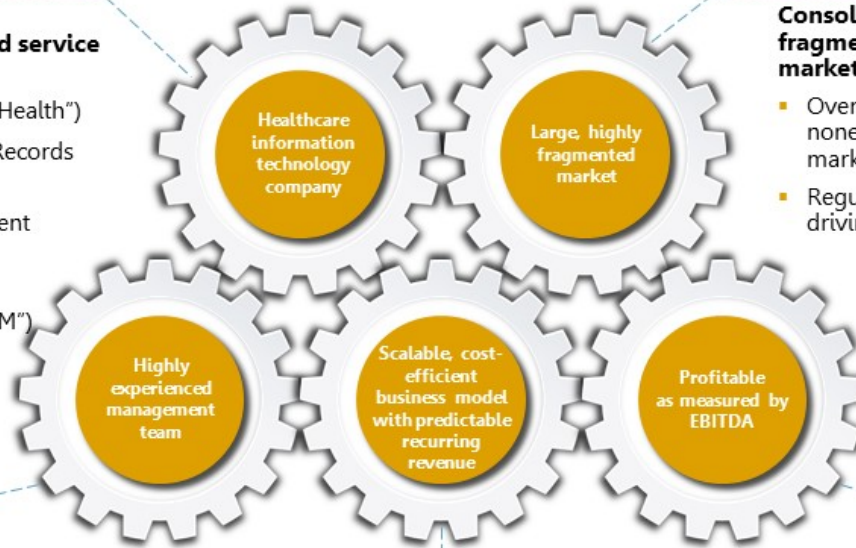 d service
Health")
Records
ent
M")
Healthcare
information
technology
company
Large, highly
fragmented
market
Consol
fragme
market
Over
none
mark
Regu
drivin
Highly
experienced
management
team
Scalable, cost-
efficient
business model
with predictable
recurring
revenue
Profitable
as measured by
EBITDA